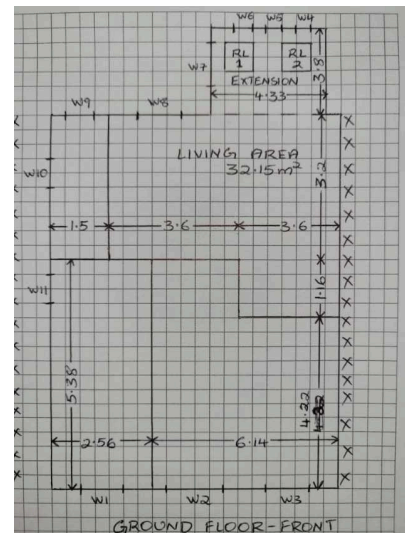 W6 W5 W4
RL
1
RL
2
W7
EXTENSION
4.33
3.8
W9 W8
LIVING AREA
32.15m²
W10
3.2
1.5 3.6 3.6
W11
1.16
5.38
4.22
2.56 6.14
W1 W2 W3
GROUND FLOOR-FRONT